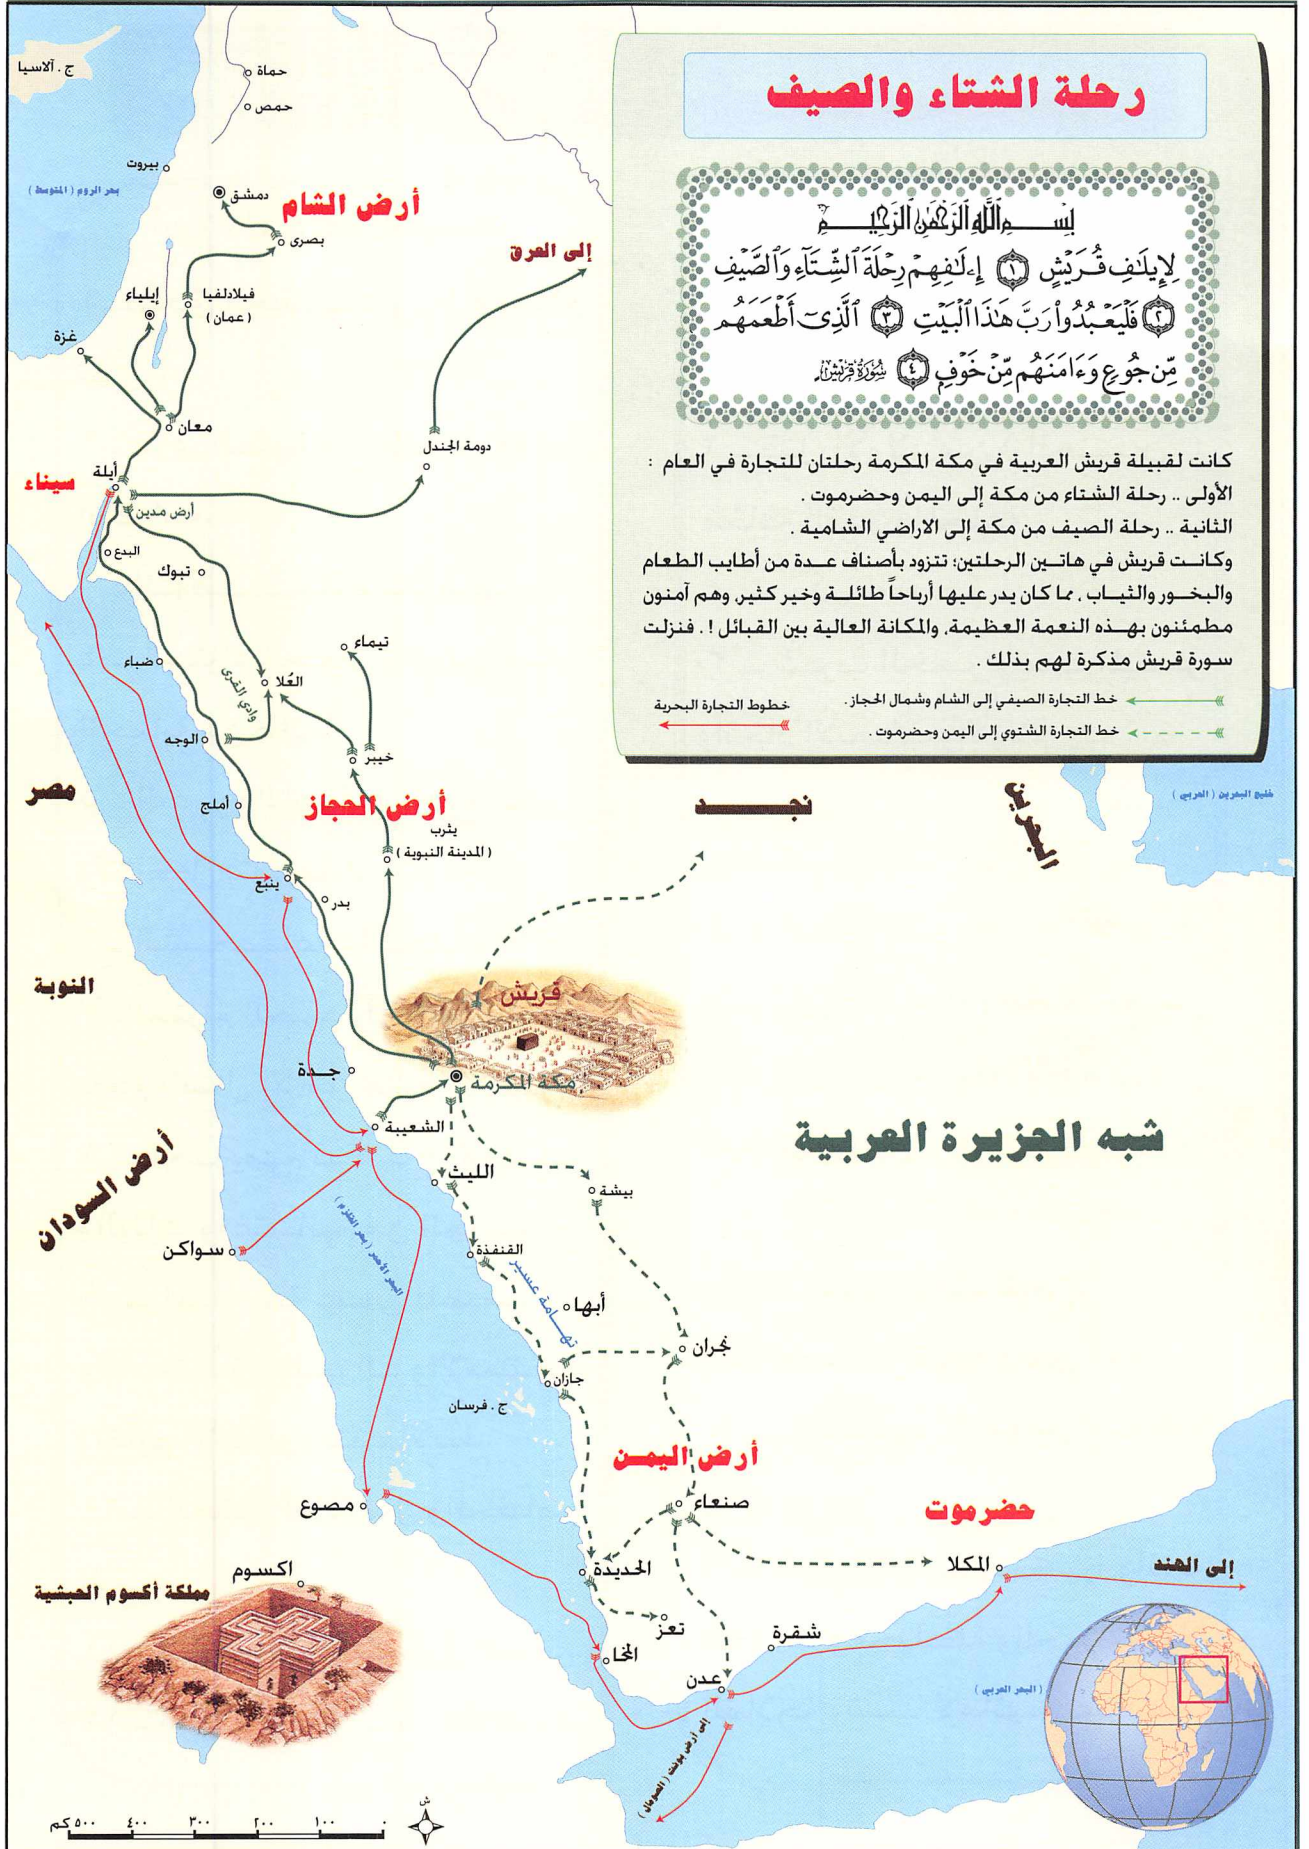 رحلة الشتاء والصيف
بِسْمِ ٱللَّهِ ٱلرَّحْمَٰنِ ٱلرَّحِيمِ
لِإِيلَٰفِ قُرَيْشٍ ١ إِۦلَٰفِهِمْ رِحْلَةَ ٱلشِّتَآءِ وَٱلصَّيْفِ
٢ فَلْيَعْبُدُوا۟ رَبَّ هَٰذَا ٱلْبَيْتِ ٣ ٱلَّذِىٓ أَطْعَمَهُم
مِّن جُوعٍ وَءَامَنَهُم مِّنْ خَوْفٍ ٤ سُورَةُ قُرَيْشٍ
كانت لقبيلة قريش العربية في مكة المكرمة رحلتان للتجارة في العام :
الأولى .. رحلة الشتاء من مكة إلى اليمن وحضرموت .
الثانية .. رحلة الصيف من مكة إلى الاراضي الشامية .
وكانت قريش في هاتين الرحلتين؛ تتزود بأصناف عدة من أطايب الطعام
والبخور والثياب ، مما كان يدر عليها أرباحاً طائلة وخير كثير، وهم آمنون
مطمئنون بهذه النعمة العظيمة، والمكانة العالية بين القبائل ! . فنزلت
سورة قريش مذكرة لهم بذلك .
خط التجارة الصيفي إلى الشام وشمال الحجاز .
خطوط التجارة البحرية
خط التجارة الشتوي إلى اليمن وحضرموت .
ج . آلاسيا
حماة
حمص
بيروت
بحر الروم ( المتوسط )
دمشق
أرض الشام
بصرى
إلى العرق
إيلياء
فيلادلفيا
( عمان )
غزة
معان
دومة الجندل
سيناء
أيلة
أرض مدين
البدع
تبوك
تيماء
ضباء
العُلا
وادي القرى
الوجه
خيبر
مصر
أملج
أرض الحجاز
نجد
البحرين
خليج البحرين ( العربي )
يثرب
( المدينة النبوية )
ينبع
بدر
النوبة
قريش
جدة
مكة المكرمة
الشعيبة
شبه الجزيرة العربية
أرض السودان
الليث
بيشة
البحر الأحمر ( بحر القلزم )
سواكن
القنفذة
تهامة عسير
أبها
نجران
جازان
ج . فرسان
أرض اليمن
صنعاء
مصوع
حضرموت
المكلا
إلى الهند
الحديدة
اكسوم
مملكة أكسوم الحبشية
تعز
شقرة
المخا
عدن
( البحر العربي )
إلى أرض بونت ( الصومال )
ش
٠ ١٠٠ ٢٠٠ ٣٠٠ ٤٠٠ ٥٠٠ كم